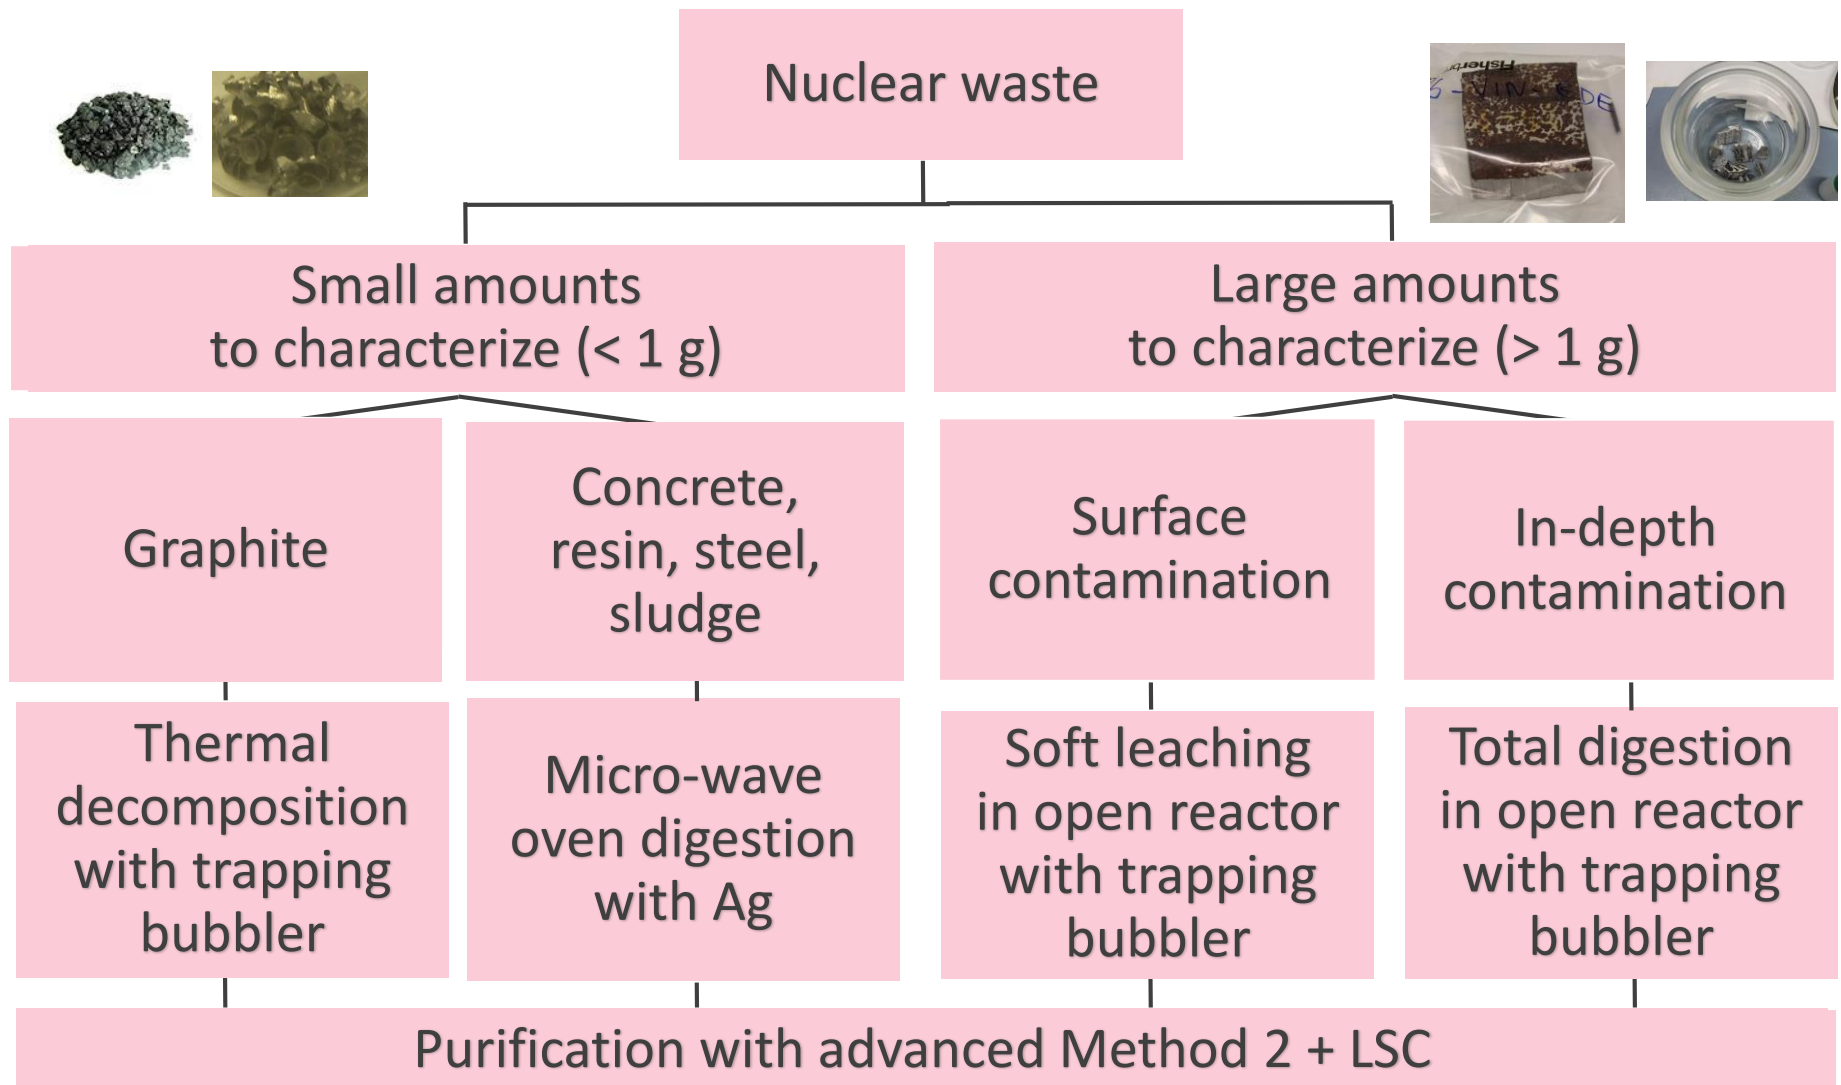 Nuclear waste
Small amounts
to characterize (< 1 g)
Large amounts
to characterize (> 1 g)
Graphite
Concrete,
resin, steel,
sludge
Surface
contamination
In-depth
contamination
Thermal
decomposition
with trapping
bubbler
Micro-wave
oven digestion
with Ag
Soft leaching
in open reactor
with trapping
bubbler
Total digestion
in open reactor
with trapping
bubbler
Purification with advanced Method 2 + LSC